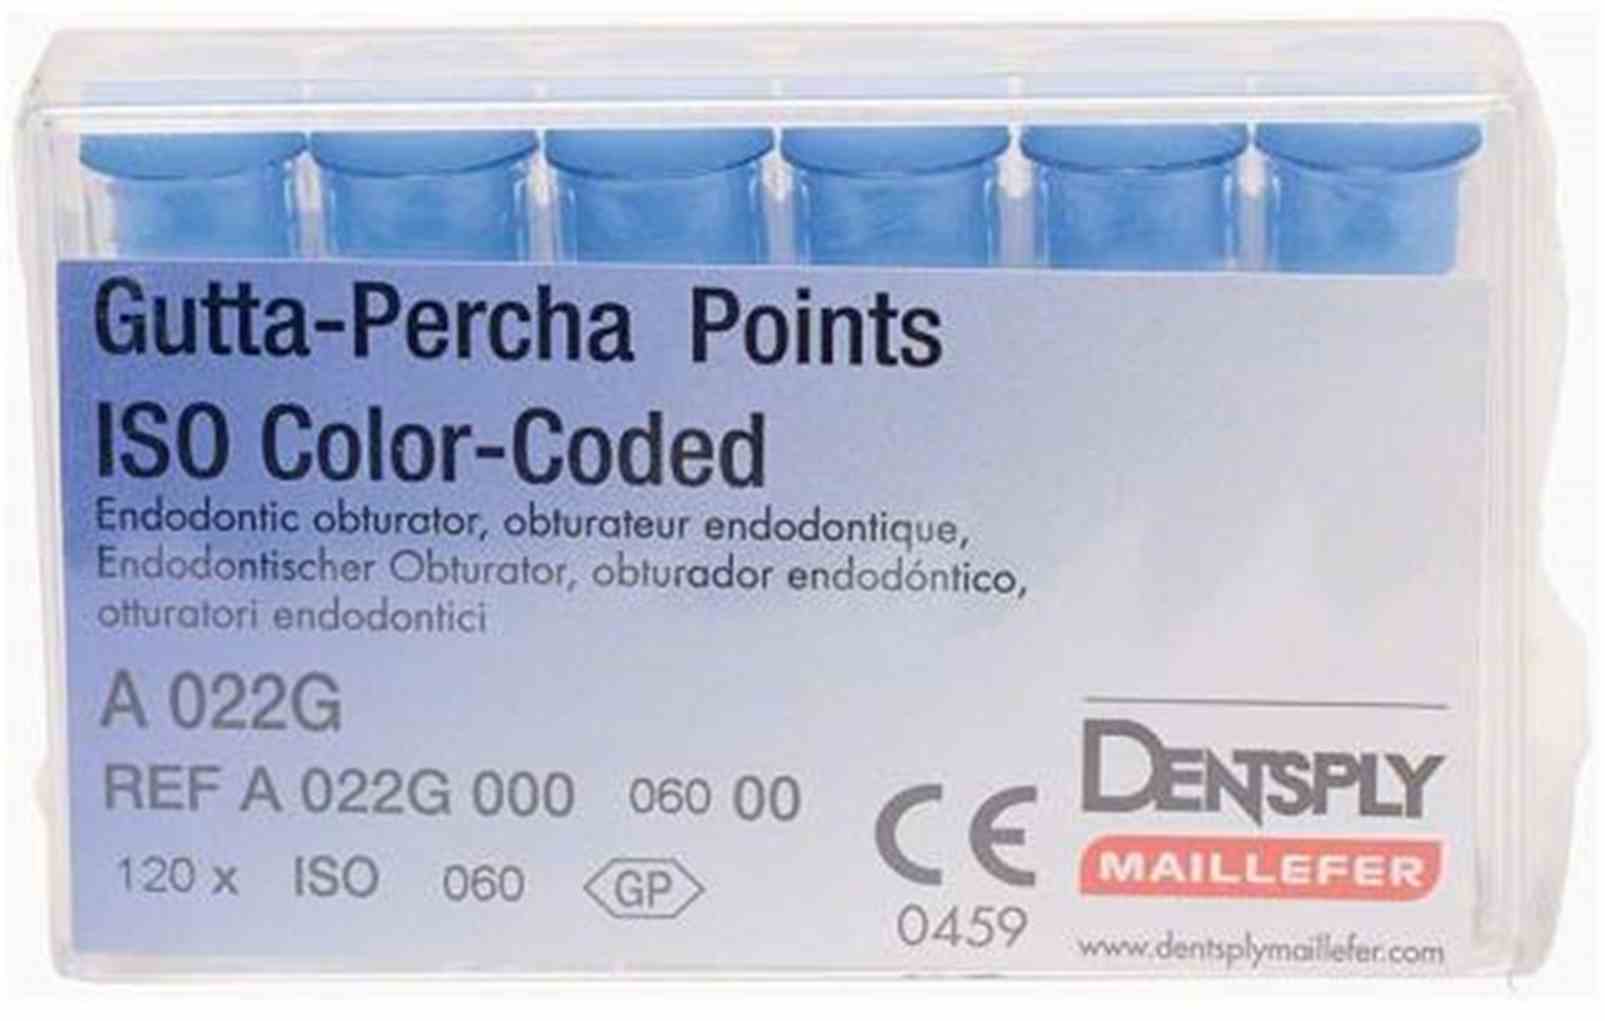 Gutta-Percha Points
ISO Color-Coded
Endodontic obturator, obturateur endodontique,
Endodontischer Obturator, obturador endodóntico,
otturatori endodontici
A 022G
REF A 022G 000 060 00
120 x ISO 060 GP
CE
0459
DENTSPLY
MAILLEFER
www.dentsplymaillefer.com